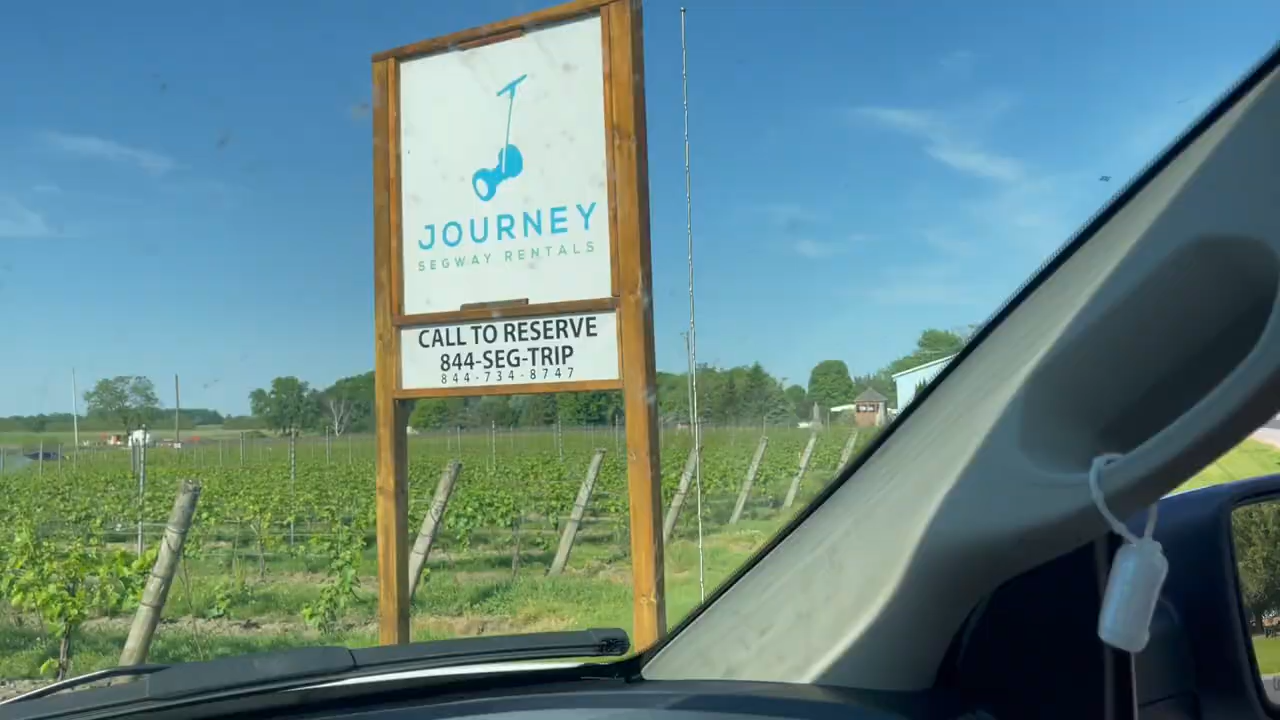 JOURNEY
SEGWAY RENTALS
CALL TO RESERVE
844-SEG-TRIP
844-734-8747